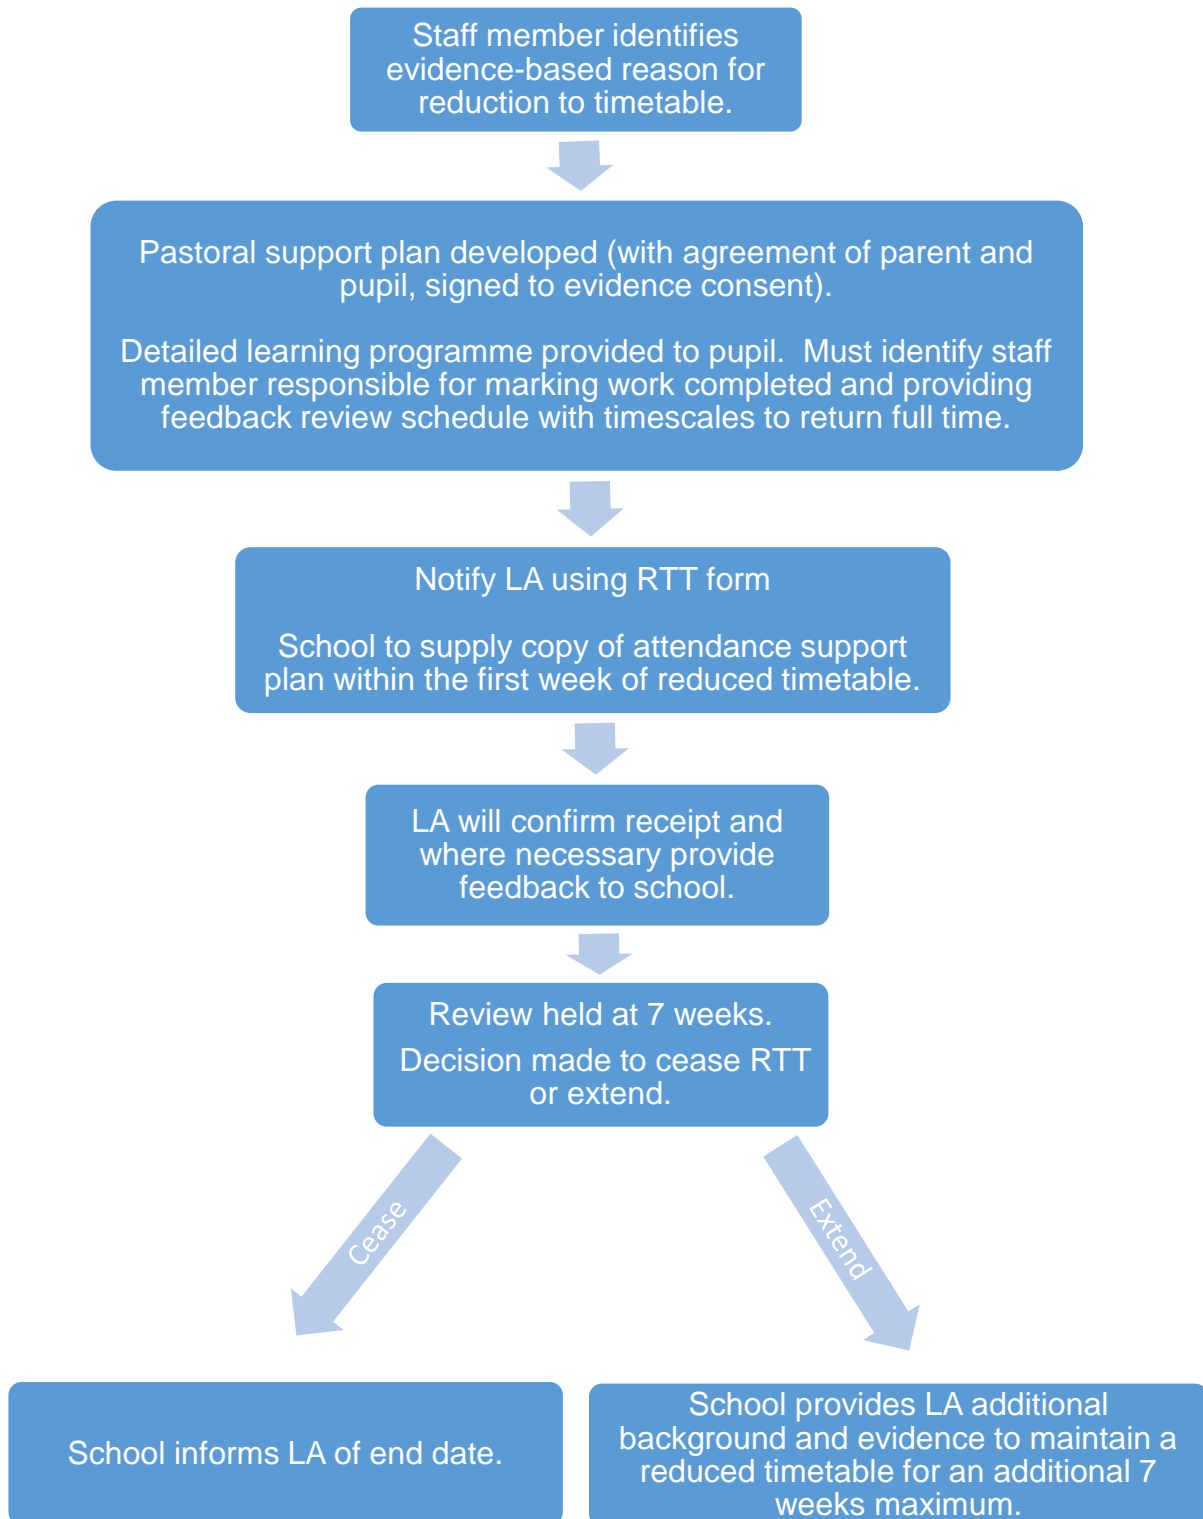 Staff member identifies
evidence-based reason for
reduction to timetable.
Pastoral support plan developed (with agreement of parent and
pupil, signed to evidence consent).
Detailed learning programme provided to pupil.  Must identify staff
member responsible for marking work completed and providing
feedback review schedule with timescales to return full time.
Notify LA using RTT form
School to supply copy of attendance support
plan within the first week of reduced timetable.
LA will confirm receipt and
where necessary provide
feedback to school.
Review held at 7 weeks.
Decision made to cease RTT
or extend.
Cease
Extend
School informs LA of end date.
School provides LA additional
background and evidence to maintain a
reduced timetable for an additional 7
weeks maximum.